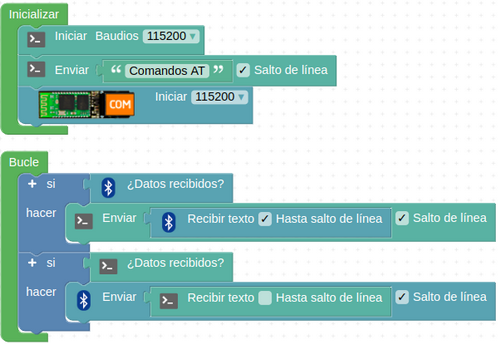 Inicializar
Iniciar Baudios 115200
Enviar “ Comandos AT ” Salto de línea
COM Iniciar 115200
Bucle
+ si ¿Datos recibidos?
hacer Enviar Recibir texto Hasta salto de línea Salto de línea
+ si ¿Datos recibidos?
hacer Enviar Recibir texto Hasta salto de línea Salto de línea